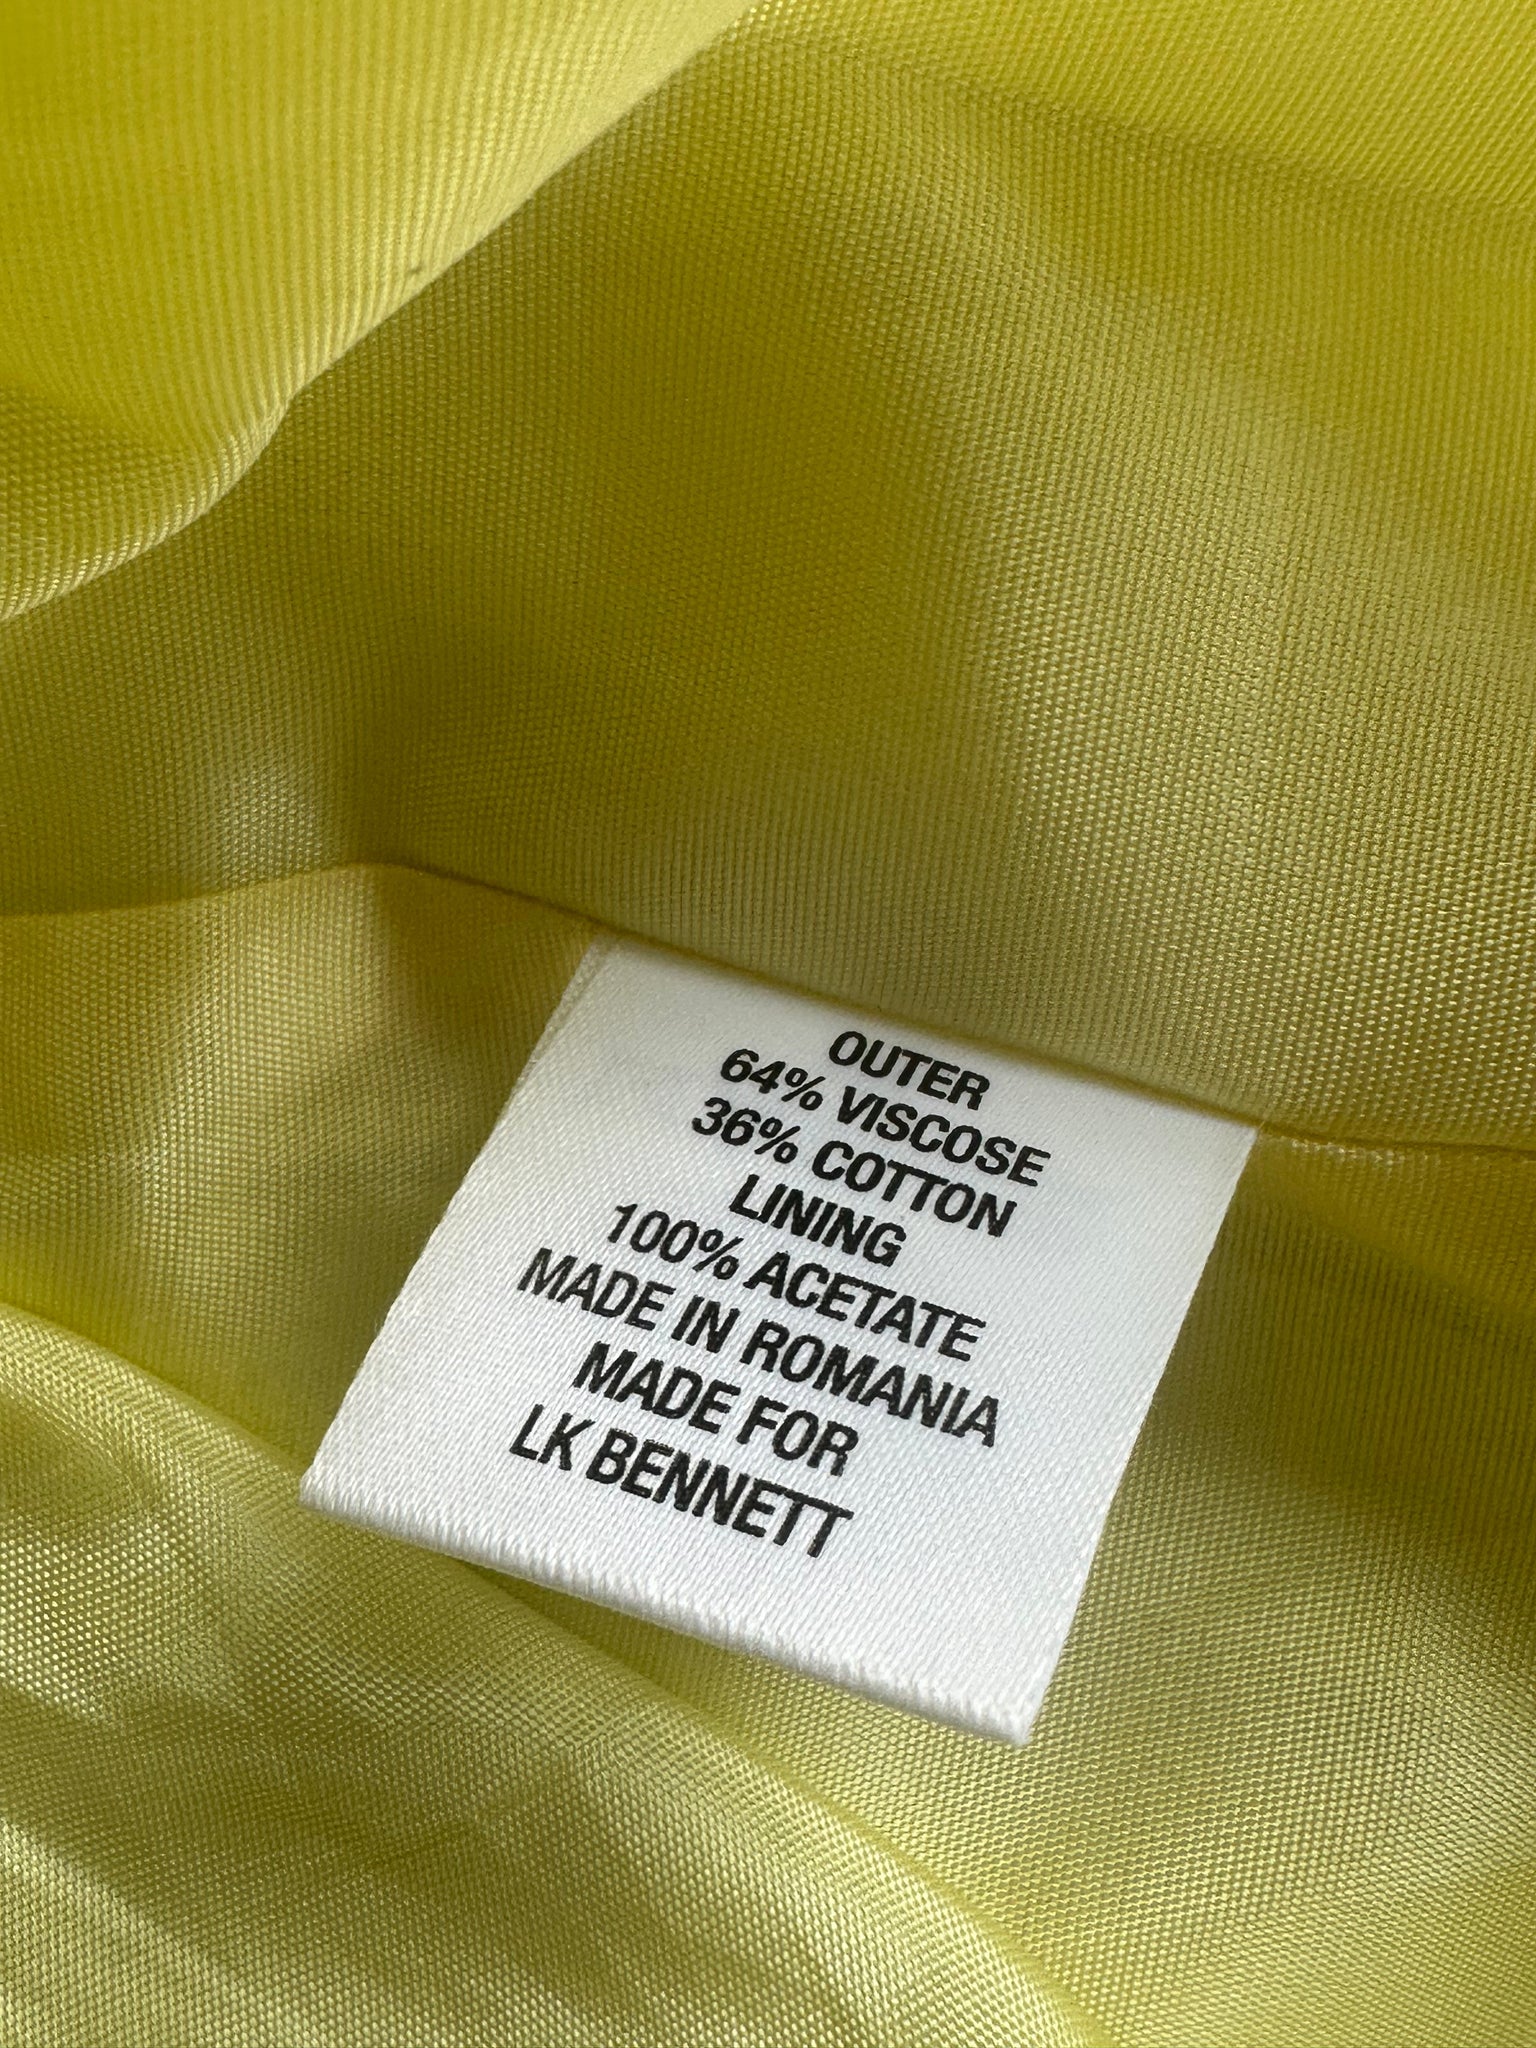 OUTER
64% VISCOSE
36% COTTON
LINING
100% ACETATE
MADE IN ROMANIA
MADE FOR
LK BENNETT